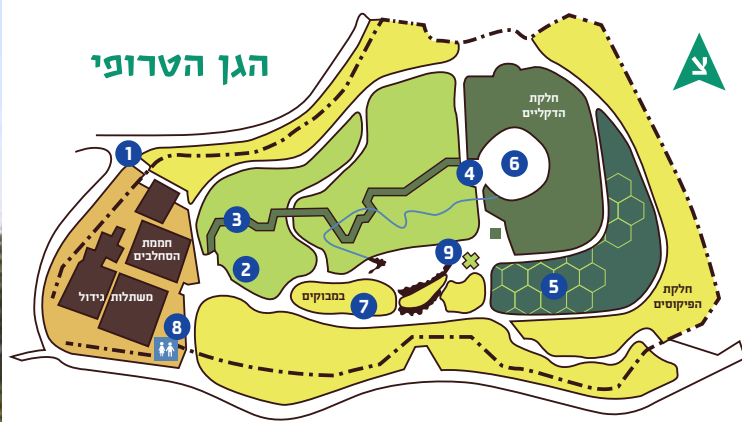 הגן הטרופי
צ
חלקת
הדקליים
1
6
4
3
חממת
הסחלבים
9
2
5
חלקת
הפיקוסים
משתלות גידול
במבוקים
7
8